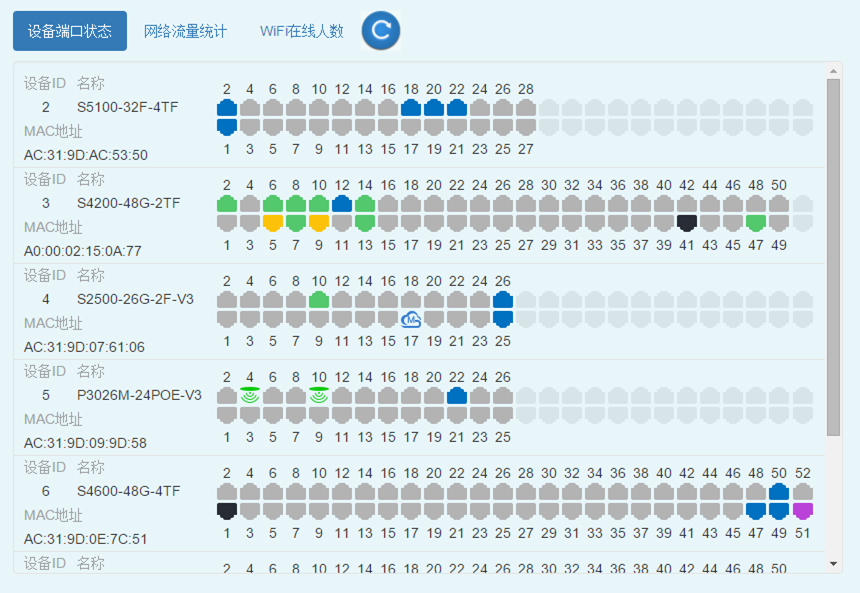 设备端口状态 网络流量统计 WiFi在线人数
设备ID 名称
2 4 6 8 10 12 14 16 18 20 22 24 26 28
2 S5100-32F-4TF
MAC地址
1 3 5 7 9 11 13 15 17 19 21 23 25 27
AC:31:9D:AC:53:50
设备ID 名称
2 4 6 8 10 12 14 16 18 20 22 24 26 28 30 32 34 36 38 40 42 44 46 48 50
3 S4200-48G-2TF
MAC地址
1 3 5 7 9 11 13 15 17 19 21 23 25 27 29 31 33 35 37 39 41 43 45 47 49
A0:00:02:15:0A:77
设备ID 名称
2 4 6 8 10 12 14 16 18 20 22 24 26
4 S2500-26G-2F-V3
M
MAC地址
1 3 5 7 9 11 13 15 17 19 21 23 25
AC:31:9D:07:61:06
设备ID 名称
2 4 6 8 10 12 14 16 18 20 22 24 26
5 P3026M-24POE-V3
MAC地址
1 3 5 7 9 11 13 15 17 19 21 23 25
AC:31:9D:09:9D:58
设备ID 名称
2 4 6 8 10 12 14 16 18 20 22 24 26 28 30 32 34 36 38 40 42 44 46 48 50 52
6 S4600-48G-4TF
MAC地址
1 3 5 7 9 11 13 15 17 19 21 23 25 27 29 31 33 35 37 39 41 43 45 47 49 51
AC:31:9D:0E:7C:51
设备ID 名称
2 4 6 8 10 12 14 16 18 20 22 24 26 28 30 32 34 36 38 40 42 44 46 48 50